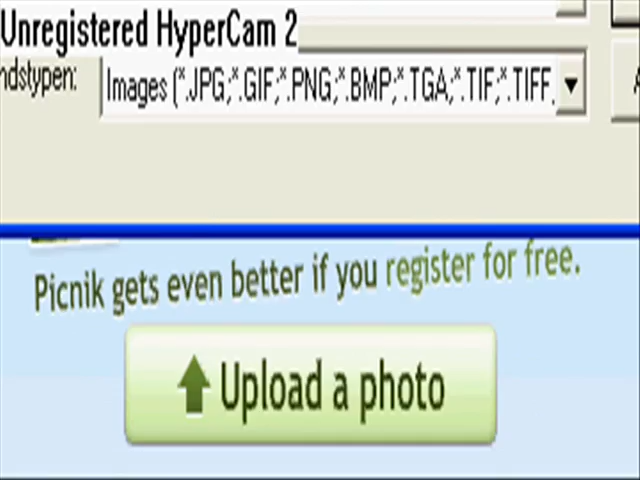 Unregistered HyperCam 2
ndstypen:
Images (*.JPG;*.GIF;*.PNG;*.BMP;*.TGA;*.TIF;*.TIFF,
A
Picnik gets even better if you register for free.
Upload a photo